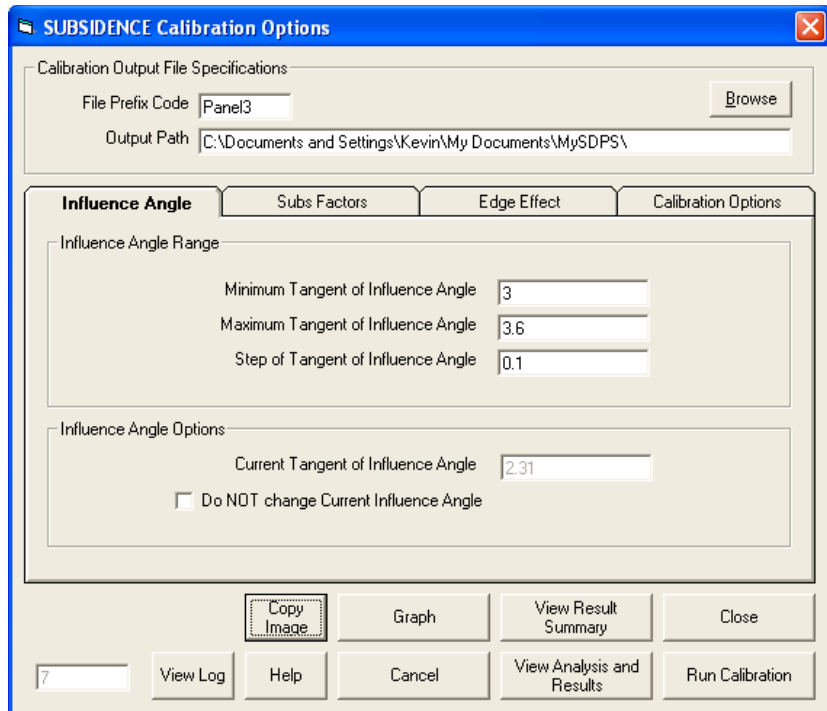 SUBSIDENCE Calibration Options
Calibration Output File Specifications
File Prefix Code Panel3 Browse
Output Path C:\Documents and Settings\Kevin\My Documents\MySDPS\
Influence Angle Subs Factors Edge Effect Calibration Options
Influence Angle Range
Minimum Tangent of Influence Angle 3
Maximum Tangent of Influence Angle 3.6
Step of Tangent of Influence Angle 0.1
Influence Angle Options
Current Tangent of Influence Angle 2.31
Do NOT change Current Influence Angle
Copy Image Graph View Result Summary Close
7 View Log Help Cancel View Analysis and Results Run Calibration